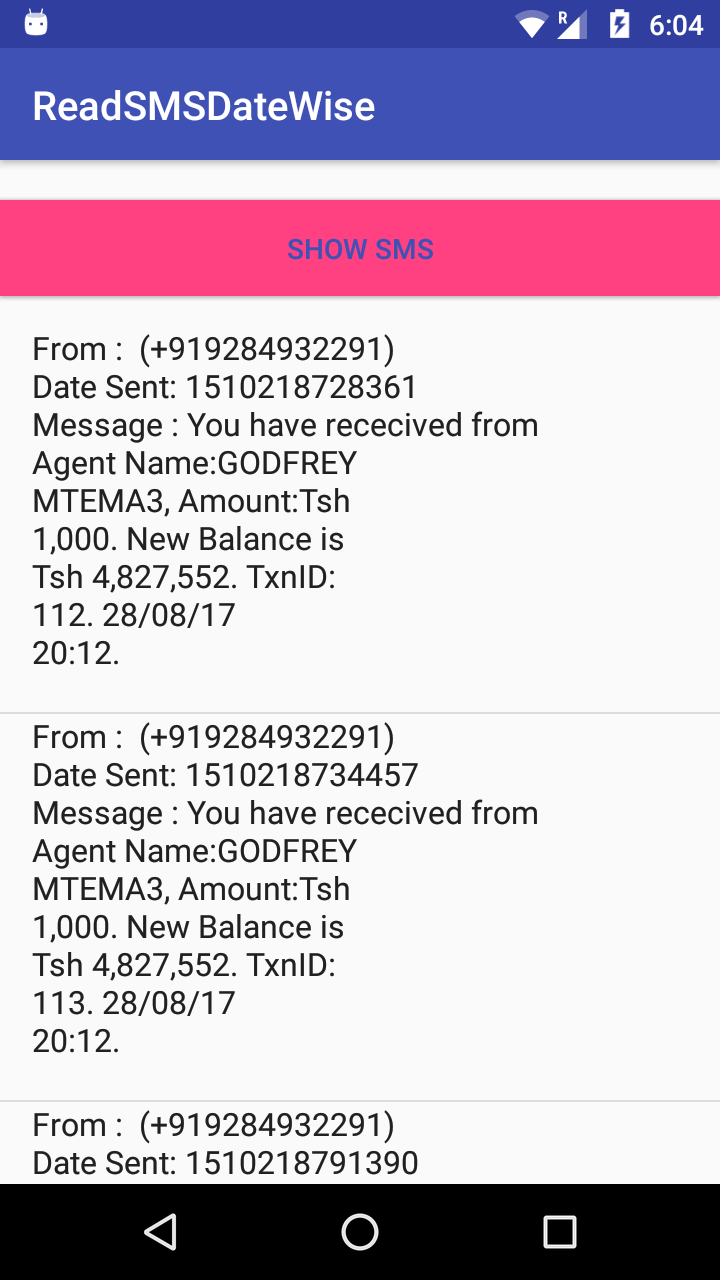 R
6:04
ReadSMSDateWise
SHOW SMS
From :  (+919284932291)
Date Sent: 1510218728361
Message : You have rececived from
Agent Name:GODFREY
MTEMA3, Amount:Tsh
1,000. New Balance is
Tsh 4,827,552. TxnID:
112. 28/08/17
20:12.
From :  (+919284932291)
Date Sent: 1510218734457
Message : You have rececived from
Agent Name:GODFREY
MTEMA3, Amount:Tsh
1,000. New Balance is
Tsh 4,827,552. TxnID:
113. 28/08/17
20:12.
From :  (+919284932291)
Date Sent: 1510218791390